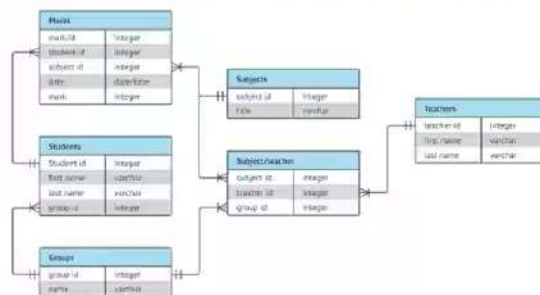 Marks
mark id integer
student id integer
subject id integer
date date/time
mark integer
Subjects
subject id integer
title varchar
Teachers
teacher id integer
first name varchar
last name varchar
Students
Student id integer
first name varchar
last name varchar
group id integer
Subject/teacher
subject id integer
teacher id integer
group id integer
Groups
group id integer
name varchar